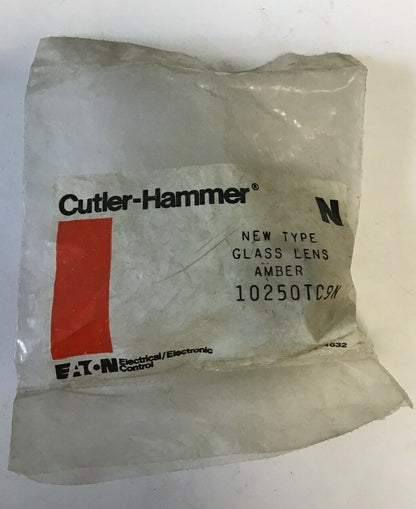 Cutler-Hammer®
N
NEW TYPE
GLASS LENS
AMBER
10250TC9N
EATON Electrical/Electronic
Control